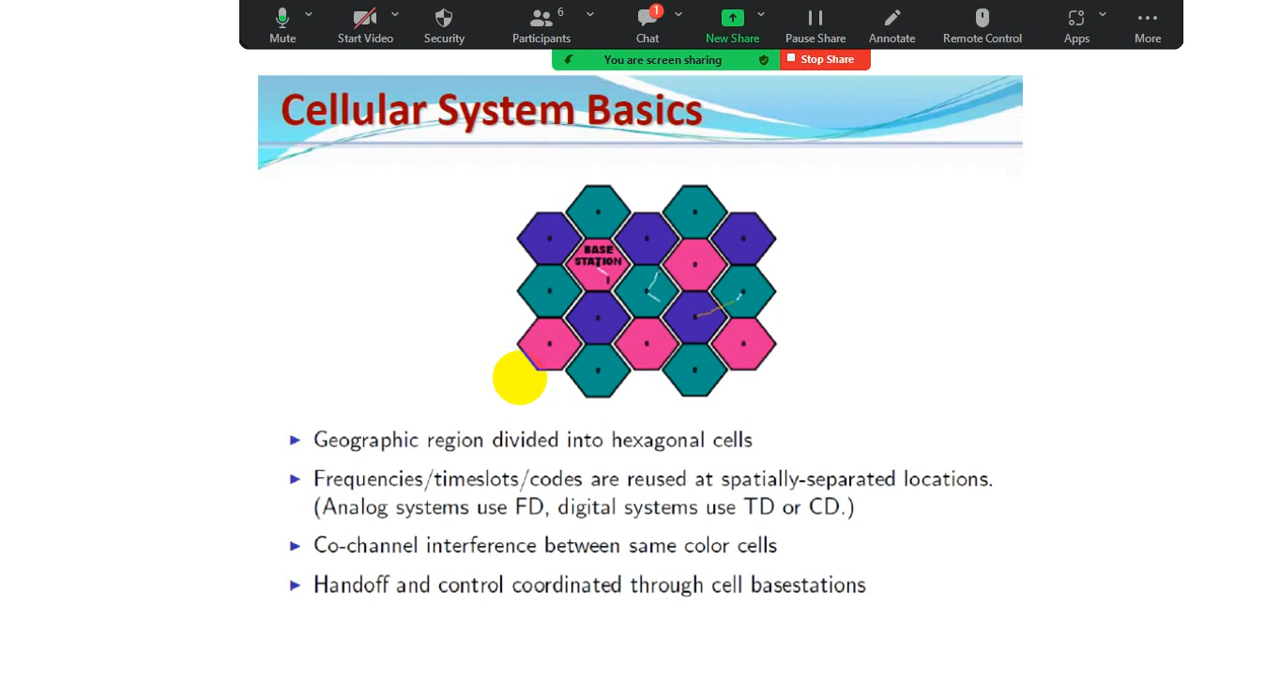 6
1
Mute
Start Video
Security
Participants
Chat
New Share
Pause Share
Annotate
Remote Control
Apps
More
You are screen sharing
Stop Share
Cellular System Basics
BASE
STATION
Geographic region divided into hexagonal cells
Frequencies/timeslots/codes are reused at spatially-separated locations.
(Analog systems use FD, digital systems use TD or CD.)
Co-channel interference between same color cells
Handoff and control coordinated through cell basestations